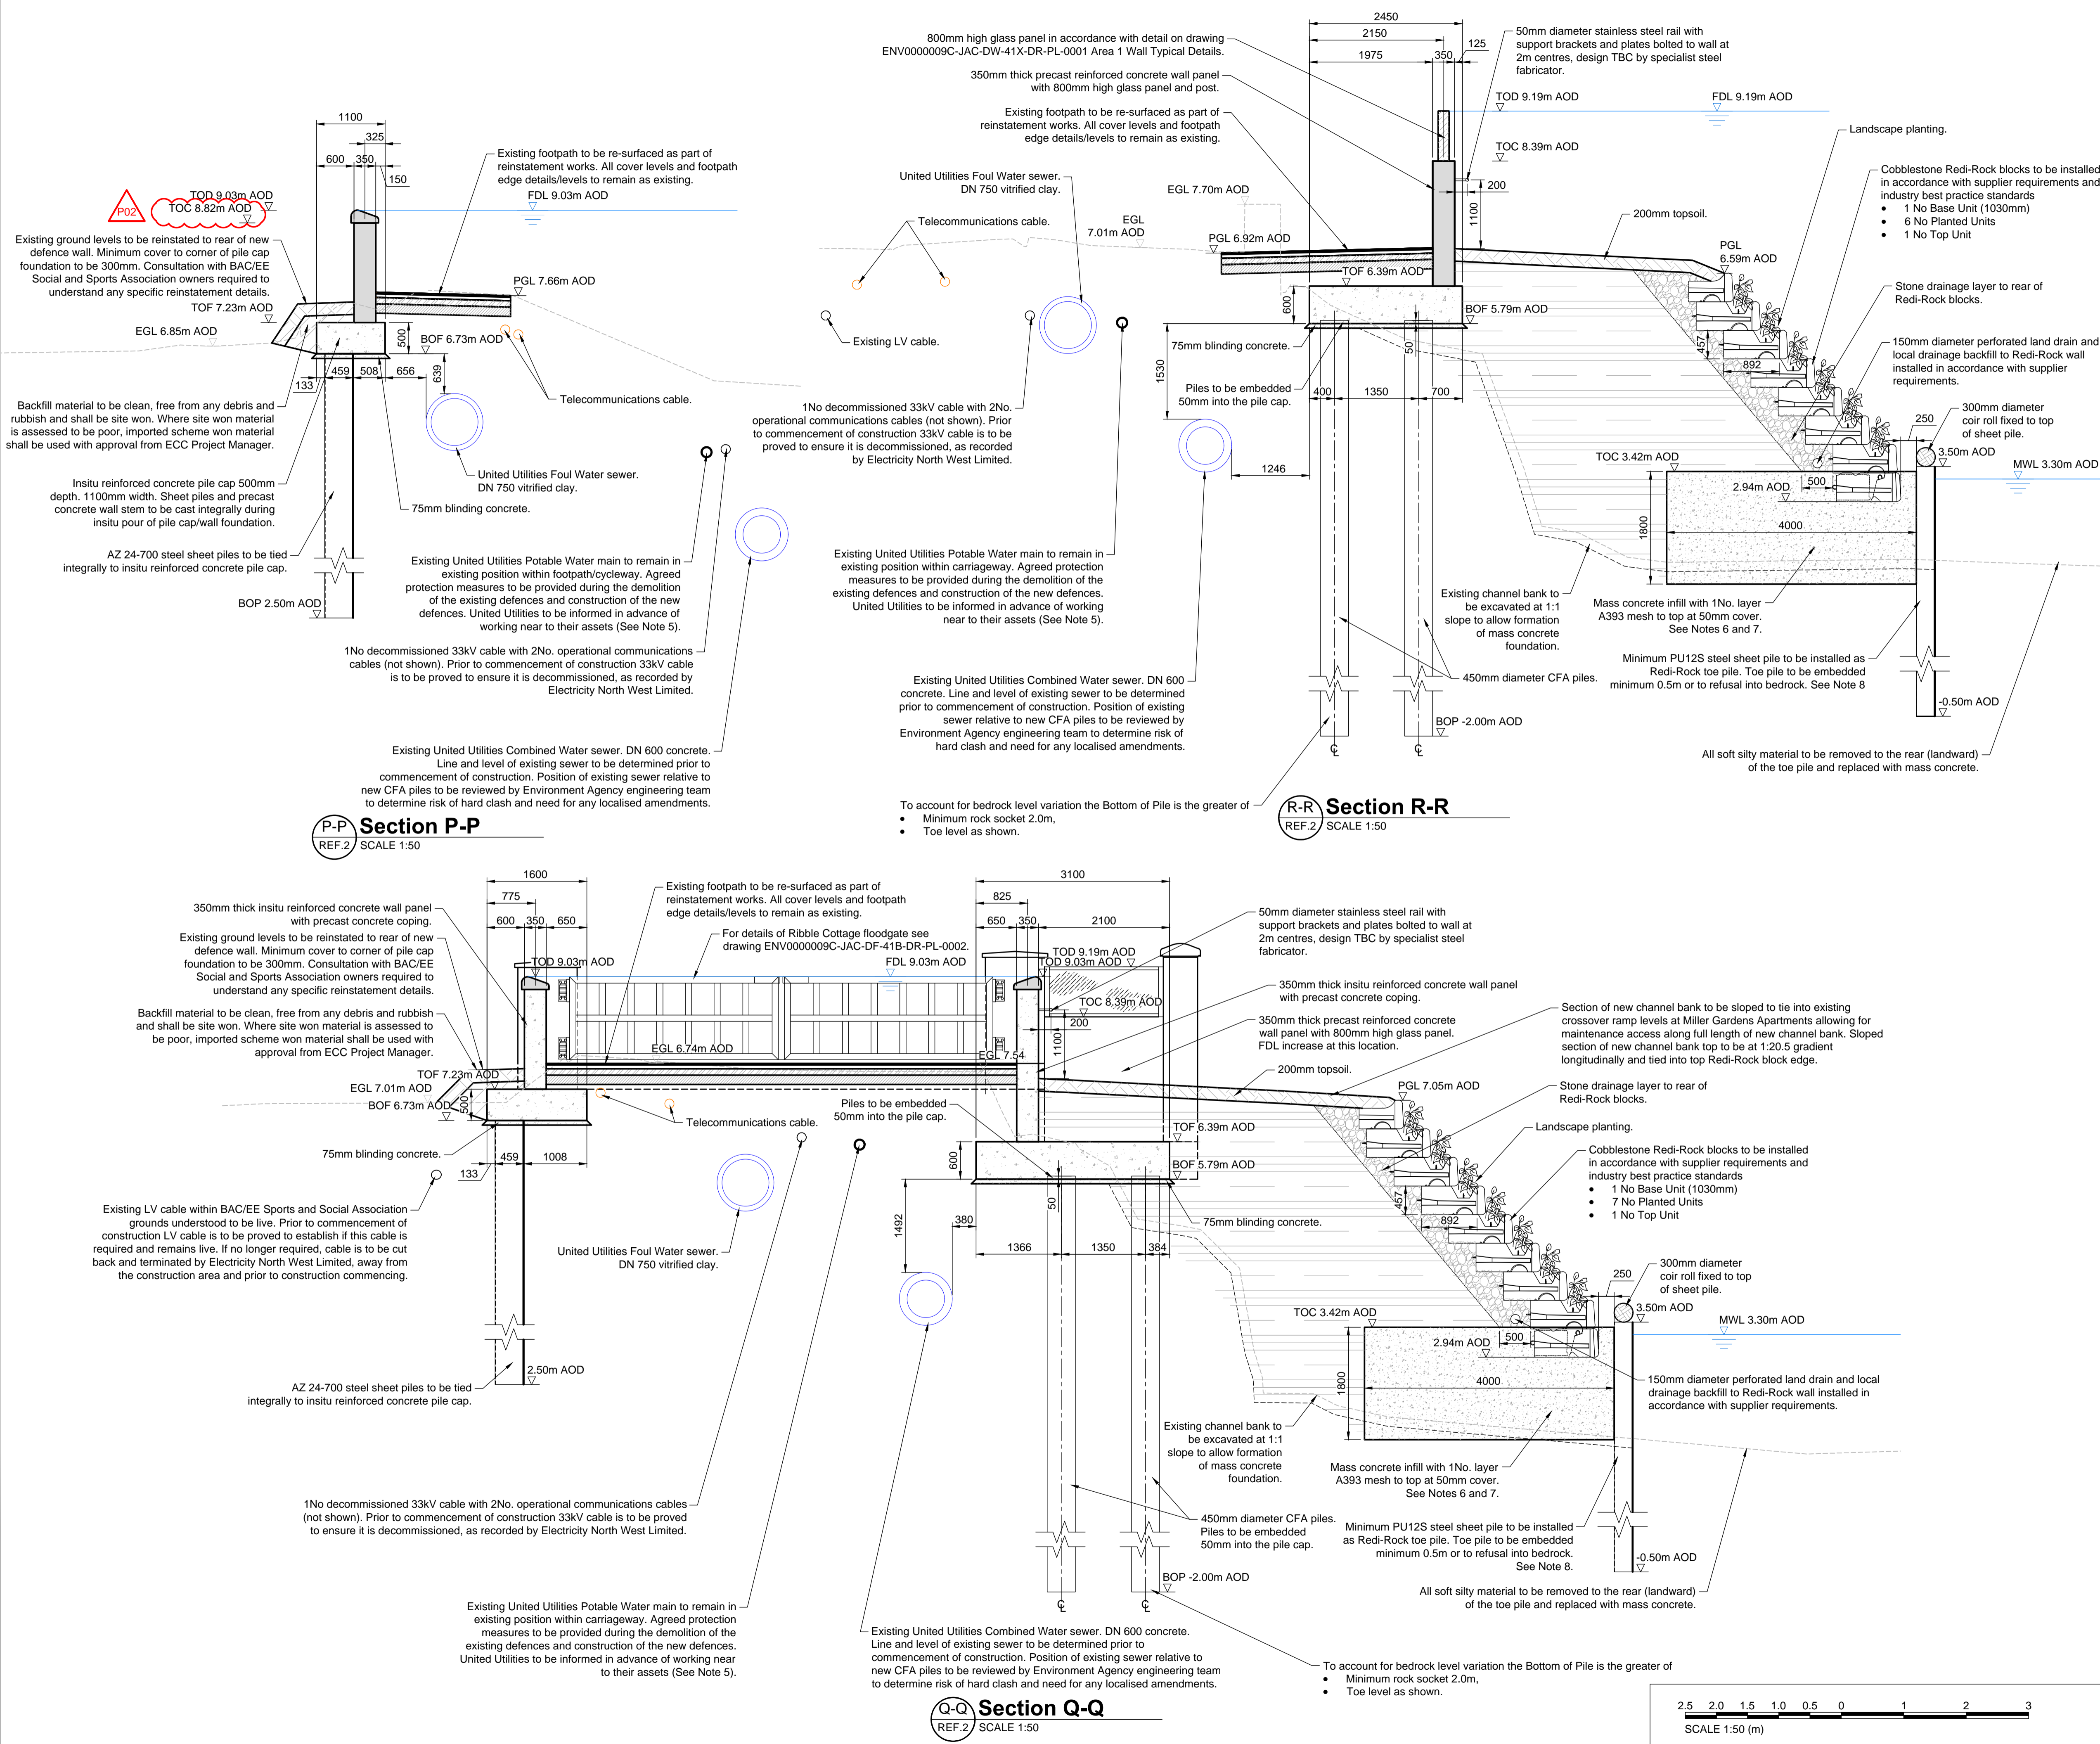 1100
325
600
350
150
Existing footpath to be re-surfaced as part of
reinstatement works. All cover levels and footpath
edge details/levels to remain as existing.
P02
TOD 9.03m AOD
TOC 8.82m AOD
FDL 9.03m AOD
Existing ground levels to be reinstated to rear of new
defence wall. Minimum cover to corner of pile cap
foundation to be 300mm. Consultation with BAC/EE
Social and Sports Association owners required to
understand any specific reinstatement details.
PGL 7.66m AOD
TOF 7.23m AOD
EGL 6.85m AOD
500
BOF 6.73m AOD
133
459
508
656
639
Telecommunications cable.
Backfill material to be clean, free from any debris and
rubbish and shall be site won. Where site won material
is assessed to be poor, imported scheme won material
shall be used with approval from ECC Project Manager.
United Utilities Foul Water sewer.
DN 750 vitrified clay.
Insitu reinforced concrete pile cap 500mm
depth. 1100mm width. Sheet piles and precast
concrete wall stem to be cast integrally during
insitu pour of pile cap/wall foundation.
75mm blinding concrete.
AZ 24-700 steel sheet piles to be tied
integrally to insitu reinforced concrete pile cap.
BOP 2.50m AOD
Existing United Utilities Potable Water main to remain in
existing position within footpath/cycleway. Agreed
protection measures to be provided during the demolition
of the existing defences and construction of the new
defences. United Utilities to be informed in advance of
working near to their assets (See Note 5).
1No decommissioned 33kV cable with 2No. operational communications
cables (not shown). Prior to commencement of construction 33kV cable
is to be proved to ensure it is decommissioned, as recorded by
Electricity North West Limited.
Existing United Utilities Combined Water sewer. DN 600 concrete.
Line and level of existing sewer to be determined prior to
commencement of construction. Position of existing sewer relative to
new CFA piles to be reviewed by Environment Agency engineering team
to determine risk of hard clash and need for any localised amendments.
P-P
REF.2
Section P-P
SCALE 1:50
2450
2150
1975
350
125
800mm high glass panel in accordance with detail on drawing
ENV0000009C-JAC-DW-41X-DR-PL-0001 Area 1 Wall Typical Details.
350mm thick precast reinforced concrete wall panel
with 800mm high glass panel and post.
Existing footpath to be re-surfaced as part of
reinstatement works. All cover levels and footpath
edge details/levels to remain as existing.
50mm diameter stainless steel rail with
support brackets and plates bolted to wall at
2m centres, design TBC by specialist steel
fabricator.
TOD 9.19m AOD
FDL 9.19m AOD
Landscape planting.
TOC 8.39m AOD
Cobblestone Redi-Rock blocks to be installed
in accordance with supplier requirements and
industry best practice standards
• 1 No Base Unit (1030mm)
• 6 No Planted Units
• 1 No Top Unit
United Utilities Foul Water sewer.
DN 750 vitrified clay.
EGL 7.70m AOD
200
1100
200mm topsoil.
Telecommunications cable.
EGL
7.01m AOD
PGL 6.92m AOD
PGL
6.59m AOD
TOF 6.39m AOD
Stone drainage layer to rear of
Redi-Rock blocks.
600
BOF 5.79m AOD
Existing LV cable.
75mm blinding concrete.
50
457
892
150mm diameter perforated land drain and
local drainage backfill to Redi-Rock wall
installed in accordance with supplier
requirements.
1530
Piles to be embedded
50mm into the pile cap.
400
1350
700
1No decommissioned 33kV cable with 2No.
operational communications cables (not shown). Prior
to commencement of construction 33kV cable is to be
proved to ensure it is decommissioned, as recorded
by Electricity North West Limited.
300mm diameter
coir roll fixed to top
of sheet pile.
250
3.50m AOD
MWL 3.30m AOD
1246
TOC 3.42m AOD
2.94m AOD
500
4000
1800
Existing United Utilities Potable Water main to remain in
existing position within carriageway. Agreed protection
measures to be provided during the demolition of the
existing defences and construction of the new defences.
United Utilities to be informed in advance of working
near to their assets (See Note 5).
Existing channel bank to
be excavated at 1:1
slope to allow formation
of mass concrete
foundation.
Mass concrete infill with 1No. layer
A393 mesh to top at 50mm cover.
See Notes 6 and 7.
Minimum PU12S steel sheet pile to be installed as
Redi-Rock toe pile. Toe pile to be embedded
minimum 0.5m or to refusal into bedrock. See Note 8
450mm diameter CFA piles.
-0.50m AOD
Existing United Utilities Combined Water sewer. DN 600
concrete. Line and level of existing sewer to be determined
prior to commencement of construction. Position of existing
sewer relative to new CFA piles to be reviewed by
Environment Agency engineering team to determine risk of
hard clash and need for any localised amendments.
BOP -2.00m AOD
All soft silty material to be removed to the rear (landward)
of the toe pile and replaced with mass concrete.
To account for bedrock level variation the Bottom of Pile is the greater of
• Minimum rock socket 2.0m,
• Toe level as shown.
R-R
REF.2
Section R-R
SCALE 1:50
1600
775
600
350
650
350mm thick insitu reinforced concrete wall panel
with precast concrete coping.
Existing ground levels to be reinstated to rear of new
defence wall. Minimum cover to corner of pile cap
foundation to be 300mm. Consultation with BAC/EE
Social and Sports Association owners required to
understand any specific reinstatement details.
Backfill material to be clean, free from any debris and rubbish
and shall be site won. Where site won material is assessed to
be poor, imported scheme won material shall be used with
approval from ECC Project Manager.
Existing footpath to be re-surfaced as part of
reinstatement works. All cover levels and footpath
edge details/levels to remain as existing.
For details of Ribble Cottage floodgate see
drawing ENV0000009C-JAC-DF-41B-DR-PL-0002.
TOD 9.03m AOD
FDL 9.03m AOD
3100
825
650
350
2100
TOD 9.19m AOD
TOD 9.03m AOD
TOC 8.39m AOD
200
1100
50mm diameter stainless steel rail with
support brackets and plates bolted to wall at
2m centres, design TBC by specialist steel
fabricator.
350mm thick insitu reinforced concrete wall panel
with precast concrete coping.
350mm thick precast reinforced concrete
wall panel with 800mm high glass panel.
FDL increase at this location.
200mm topsoil.
Section of new channel bank to be sloped to tie into existing
crossover ramp levels at Miller Gardens Apartments allowing for
maintenance access along full length of new channel bank. Sloped
section of new channel bank top to be at 1:20.5 gradient
longitudinally and tied into top Redi-Rock block edge.
EGL 6.74m AOD
EGL 7.54
TOF 7.23m AOD
EGL 7.01m AOD
BOF 6.73m AOD
500
PGL 7.05m AOD
Stone drainage layer to rear of
Redi-Rock blocks.
Landscape planting.
Cobblestone Redi-Rock blocks to be installed
in accordance with supplier requirements and
industry best practice standards
• 1 No Base Unit (1030mm)
• 7 No Planted Units
• 1 No Top Unit
Telecommunications cable.
Piles to be embedded
50mm into the pile cap.
TOF 6.39m AOD
600
BOF 5.79m AOD
50
75mm blinding concrete.
133
459
1008
Existing LV cable within BAC/EE Sports and Social Association
grounds understood to be live. Prior to commencement of
construction LV cable is to be proved to establish if this cable is
required and remains live. If no longer required, cable is to be cut
back and terminated by Electricity North West Limited, away from
the construction area and prior to construction commencing.
United Utilities Foul Water sewer.
DN 750 vitrified clay.
1492
380
1366
1350
384
75mm blinding concrete.
457
892
300mm diameter
coir roll fixed to top
of sheet pile.
250
3.50m AOD
MWL 3.30m AOD
TOC 3.42m AOD
2.94m AOD
500
4000
1800
150mm diameter perforated land drain and local
drainage backfill to Redi-Rock wall installed in
accordance with supplier requirements.
2.50m AOD
AZ 24-700 steel sheet piles to be tied
integrally to insitu reinforced concrete pile cap.
Existing channel bank to
be excavated at 1:1
slope to allow formation
of mass concrete
foundation.
Mass concrete infill with 1No. layer
A393 mesh to top at 50mm cover.
See Notes 6 and 7.
1No decommissioned 33kV cable with 2No. operational communications cables
(not shown). Prior to commencement of construction 33kV cable is to be proved
to ensure it is decommissioned, as recorded by Electricity North West Limited.
450mm diameter CFA piles.
Piles to be embedded
50mm into the pile cap.
Minimum PU12S steel sheet pile to be installed
as Redi-Rock toe pile. Toe pile to be embedded
minimum 0.5m or to refusal into bedrock.
See Note 8.
-0.50m AOD
BOP -2.00m AOD
All soft silty material to be removed to the rear (landward)
of the toe pile and replaced with mass concrete.
Existing United Utilities Potable Water main to remain in
existing position within carriageway. Agreed protection
measures to be provided during the demolition of the
existing defences and construction of the new defences.
United Utilities to be informed in advance of working near
to their assets (See Note 5).
Existing United Utilities Combined Water sewer. DN 600 concrete.
Line and level of existing sewer to be determined prior to
commencement of construction. Position of existing sewer relative to
new CFA piles to be reviewed by Environment Agency engineering team
to determine risk of hard clash and need for any localised amendments.
To account for bedrock level variation the Bottom of Pile is the greater of
• Minimum rock socket 2.0m,
• Toe level as shown.
Q-Q
REF.2
Section Q-Q
SCALE 1:50
2.5 2.0 1.5 1.0 0.5 0 1 2 3
SCALE 1:50 (m)